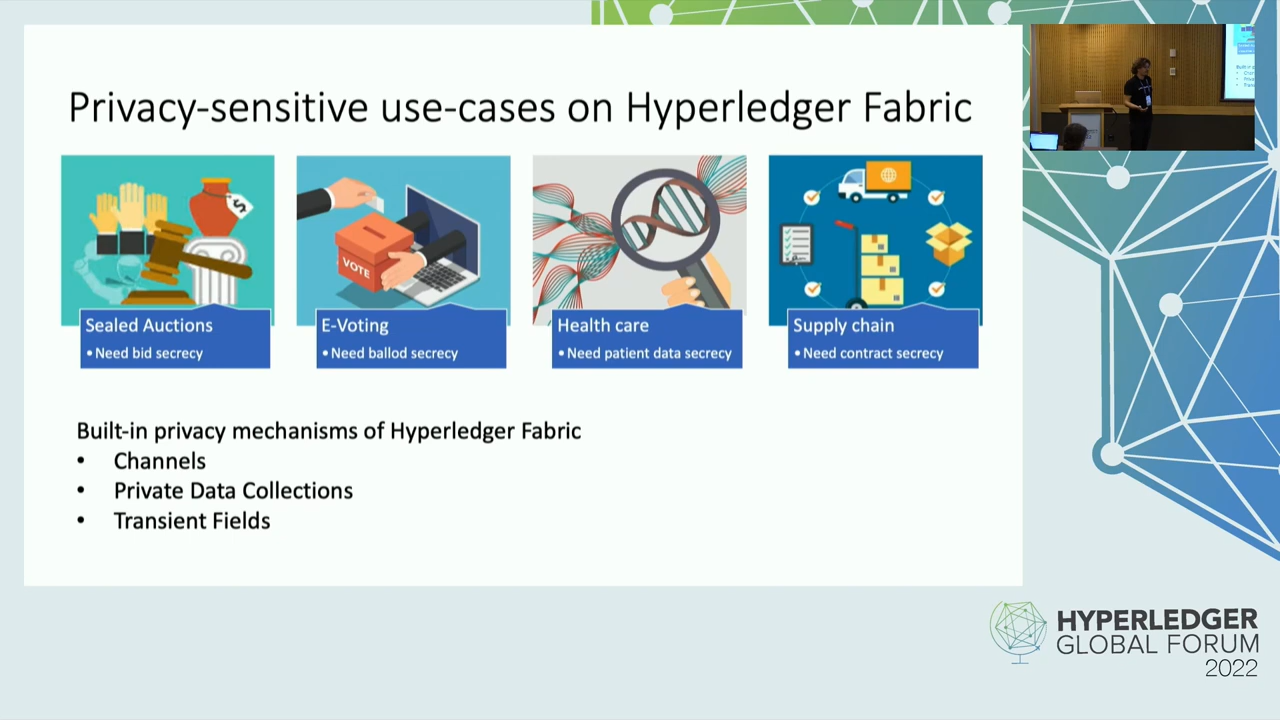 Privacy-sensitive use-cases on Hyperledger Fabric
$
VOTE
Sealed Auctions
• Need bid secrecy
E-Voting
• Need ballod secrecy
Health care
• Need patient data secrecy
Supply chain
• Need contract secrecy
Built-in privacy mechanisms of Hyperledger Fabric
• Channels
• Private Data Collections
• Transient Fields
HYPERLEDGER
GLOBAL FORUM
2022